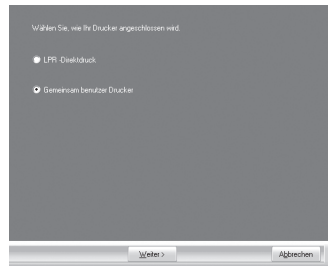 Wählen Sie, wie Ihr Drucker angeschlossen wird.
LPR -Direktdruck
Gemeinsam benutzer Drucker
Weiter >
Abbrechen